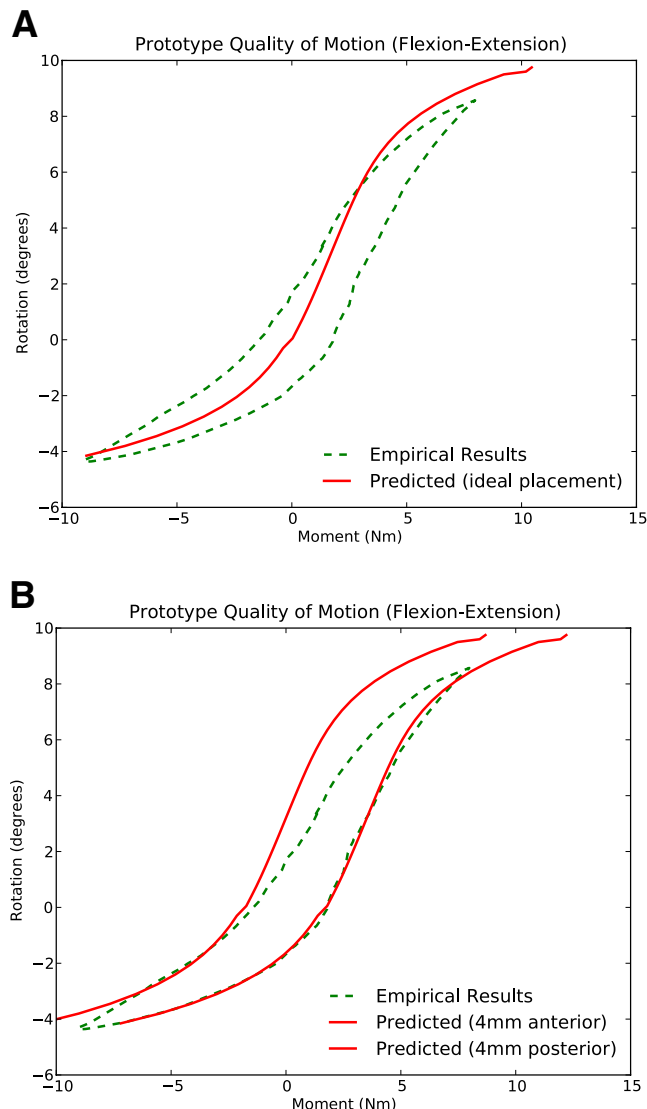 A
Prototype Quality of Motion (Flexion-Extension)
10
8
6
4
2
0
−2
−4
−6
Rotation (degrees)
Empirical Results
Predicted (ideal placement)
−10
−5
0
5
10
15
Moment (Nm)
B
Prototype Quality of Motion (Flexion-Extension)
10
8
6
4
2
0
−2
−4
−6
Rotation (degrees)
Empirical Results
Predicted (4mm anterior)
Predicted (4mm posterior)
−10
−5
0
5
10
15
Moment (Nm)